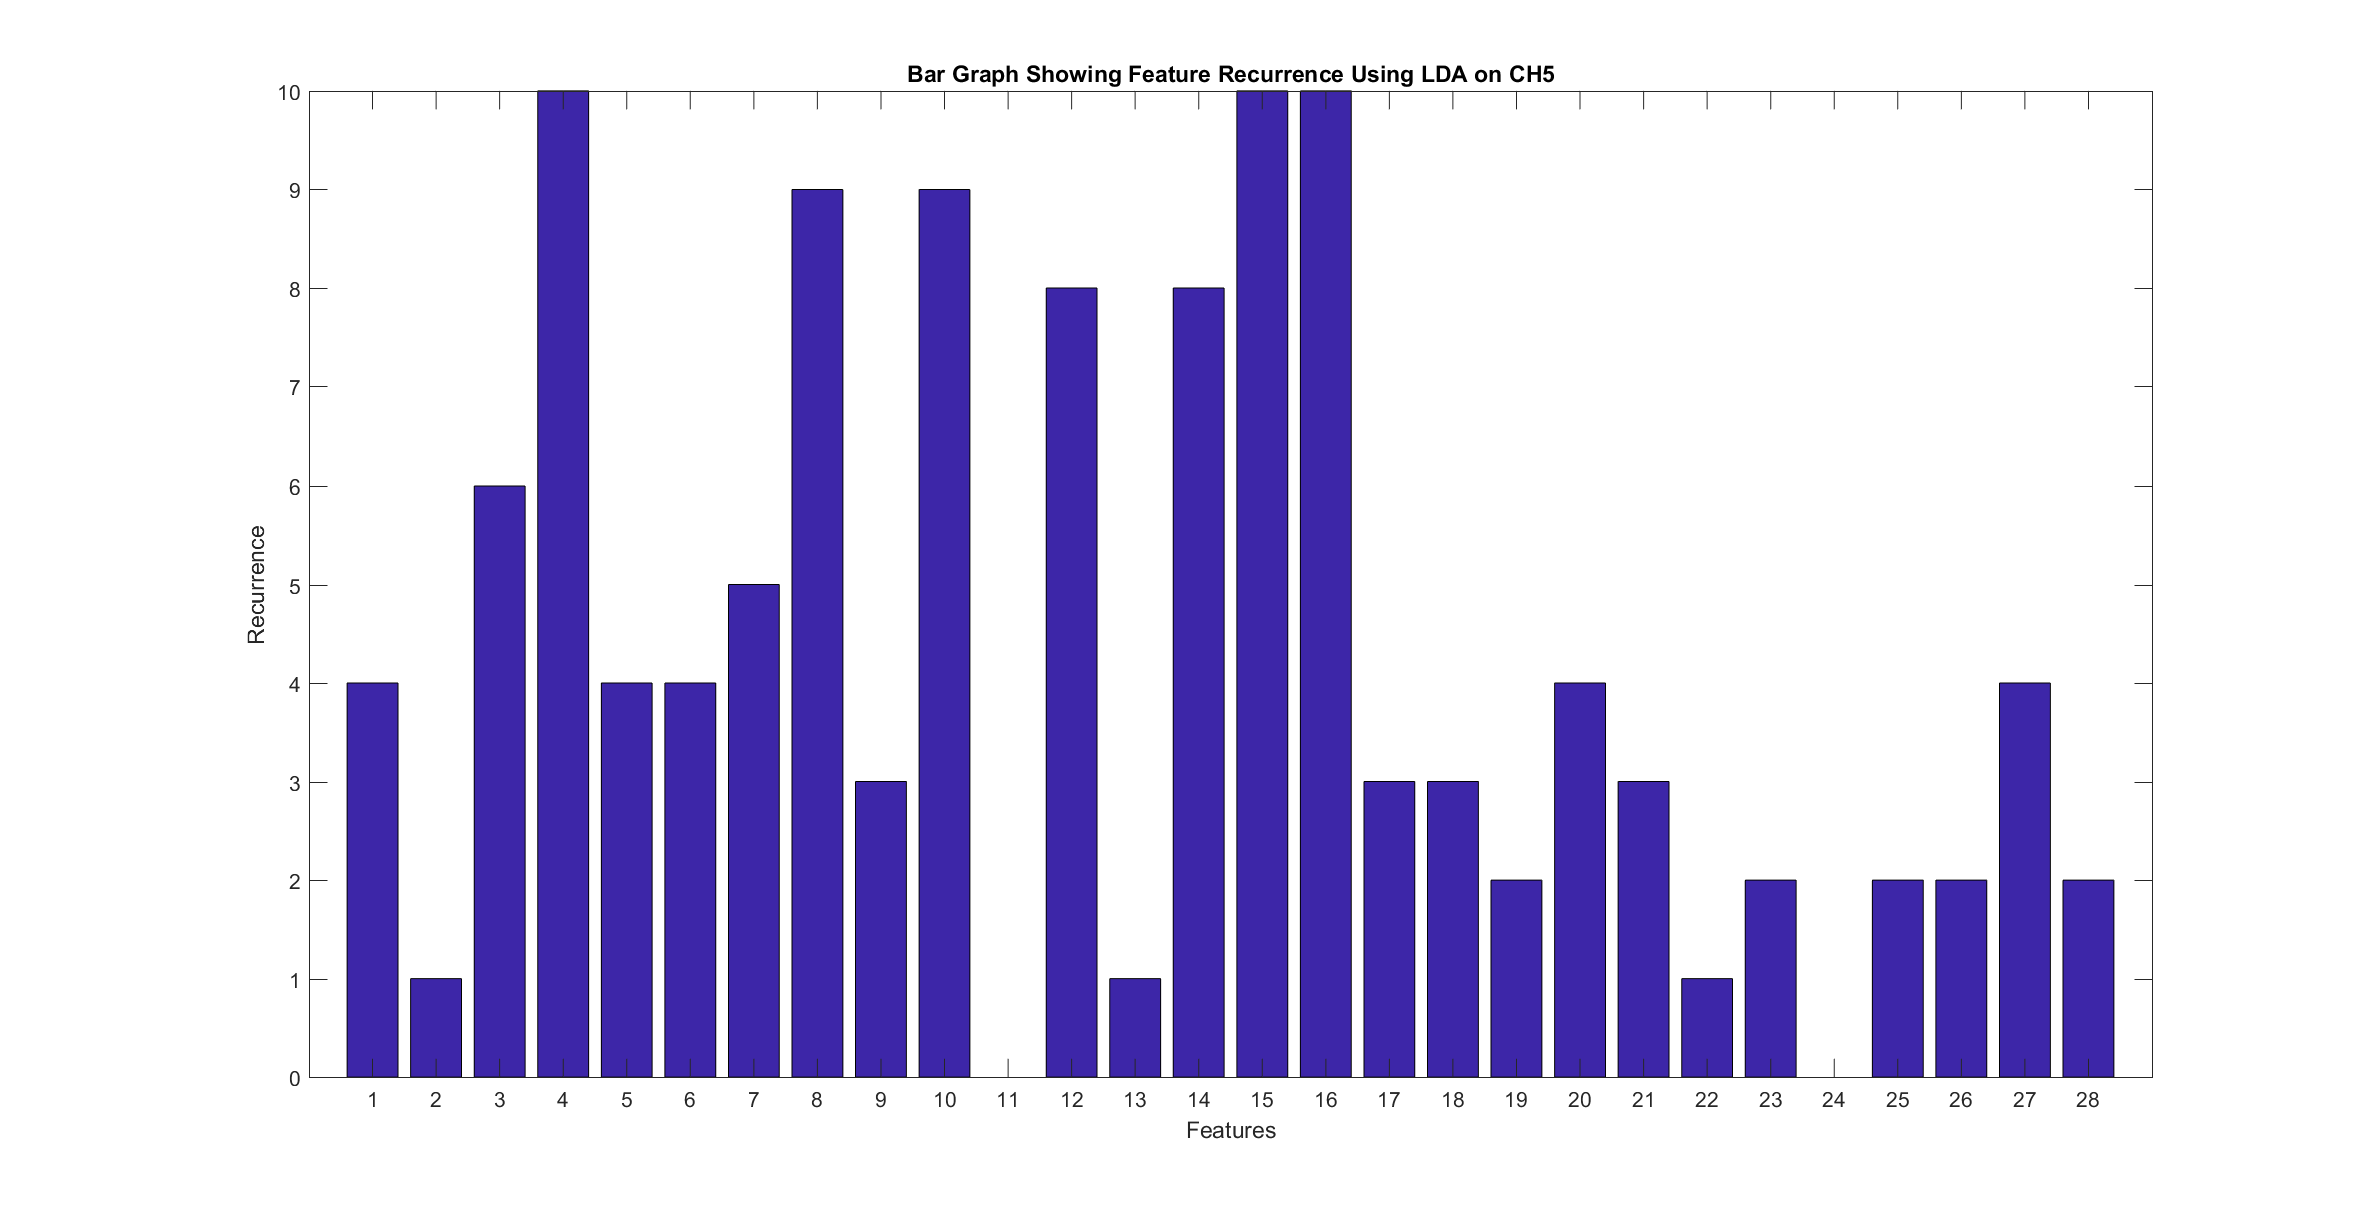 Bar Graph Showing Feature Recurrence Using LDA on CH5
10
9
8
7
6
5
4
3
2
1
0
Recurrence
1 2 3 4 5 6 7 8 9 10 11 12 13 14 15 16 17 18 19 20 21 22 23 24 25 26 27 28
Features